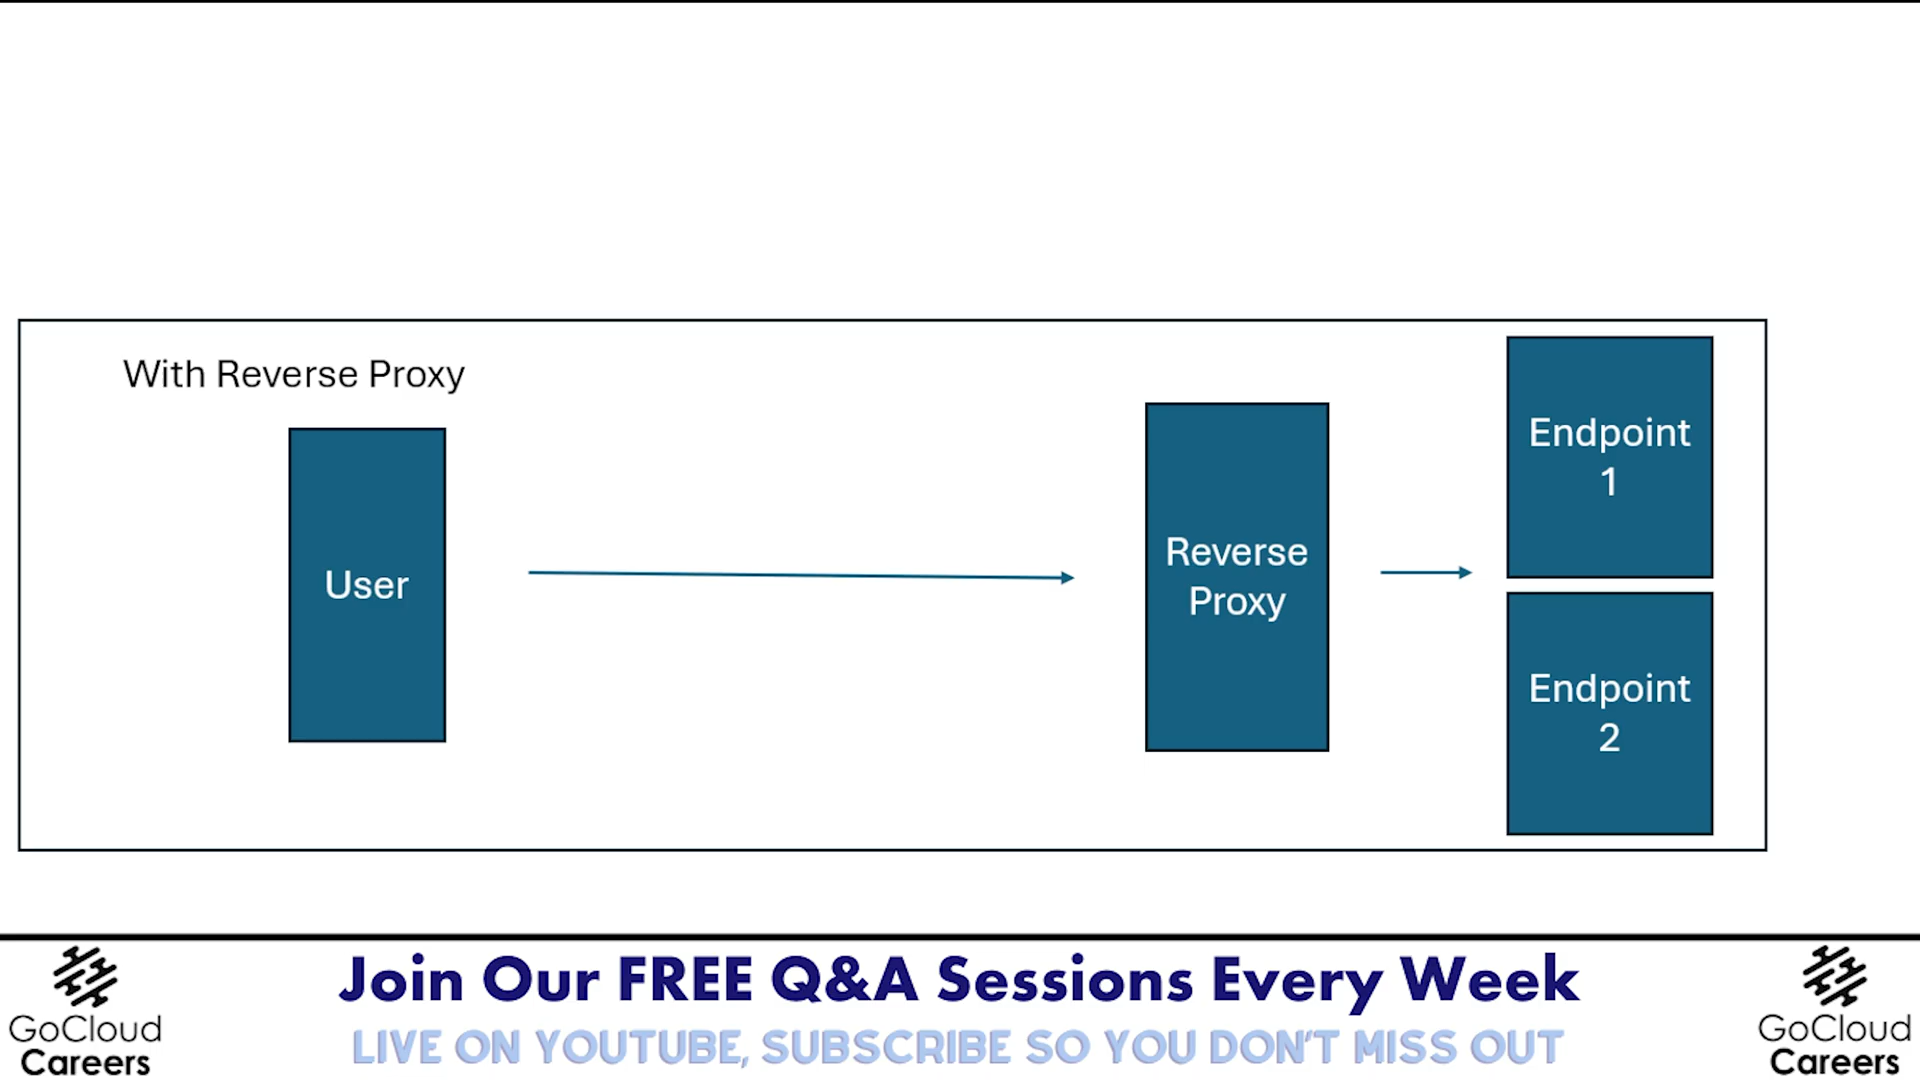 With Reverse Proxy
User
Reverse
Proxy
Endpoint
1
Endpoint
2
Join Our FREE Q&A Sessions Every Week
LIVE ON YOUTUBE, SUBSCRIBE SO YOU DON'T MISS OUT
GoCloud
Careers
GoCloud
Careers